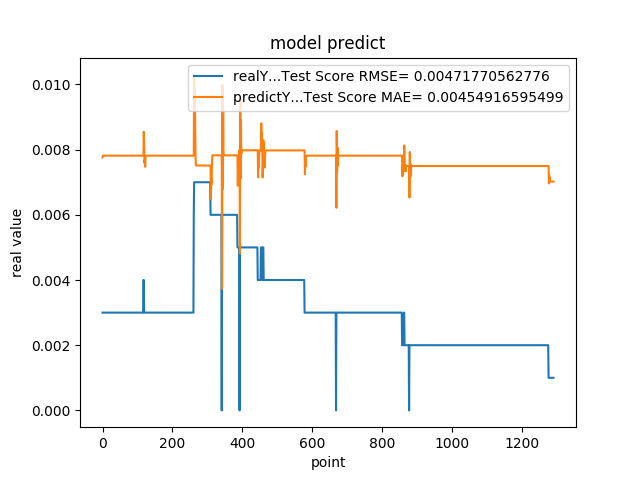 model predict
realY...Test Score RMSE= 0.00471770562776
predictY...Test Score MAE= 0.00454916595499
real value
0.010
0.008
0.006
0.004
0.002
0.000
0
200
400
600
800
1000
1200
point